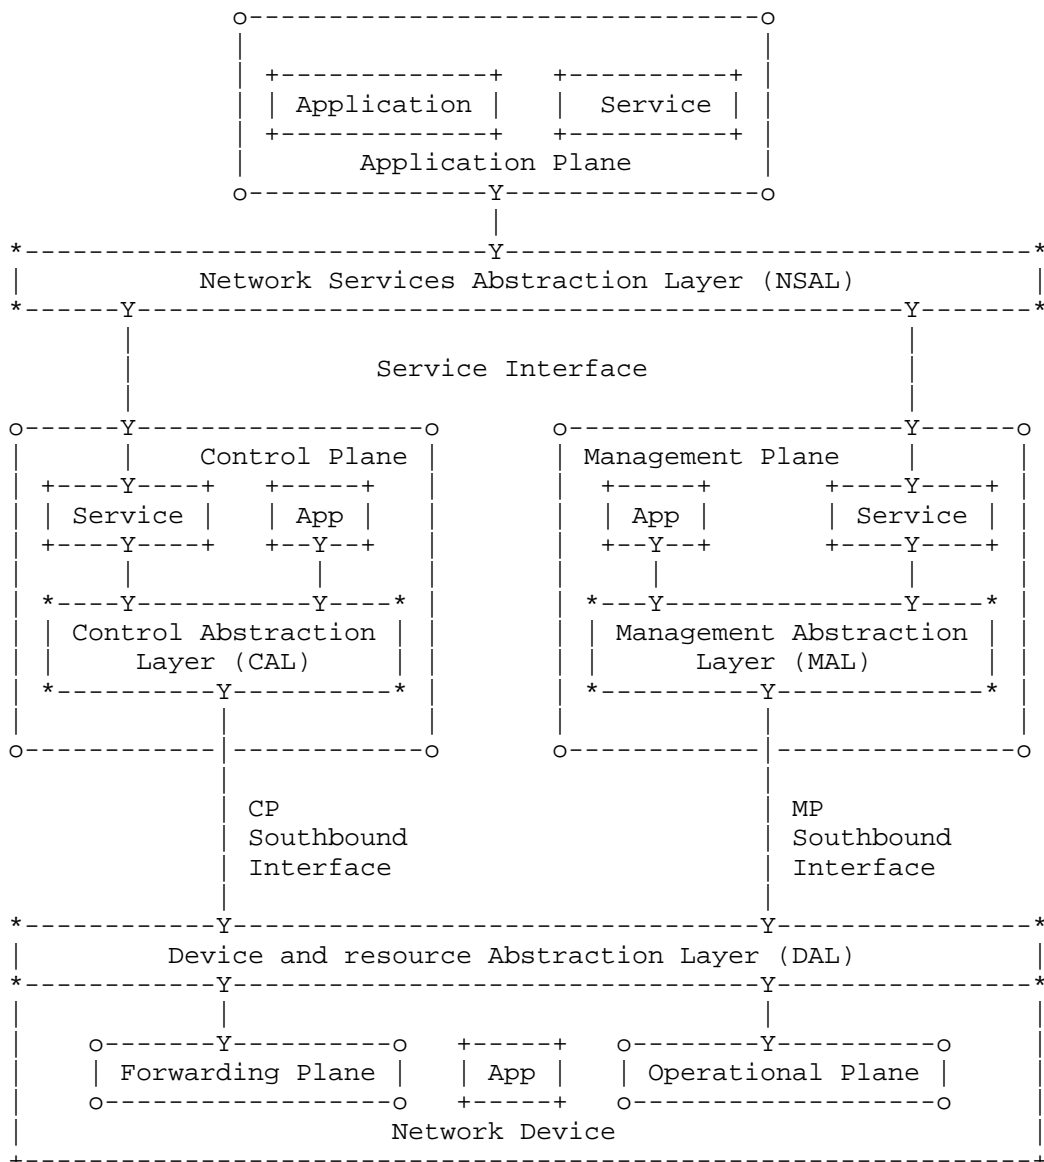 Application Service
Application Plane
Network Services Abstraction Layer (NSAL)
Service Interface
Control Plane Management Plane
Service App App Service
Control Abstraction Management Abstraction
Layer (CAL) Layer (MAL)
CP MP
Southbound Southbound
Interface Interface
Device and resource Abstraction Layer (DAL)
Forwarding Plane App Operational Plane
Network Device